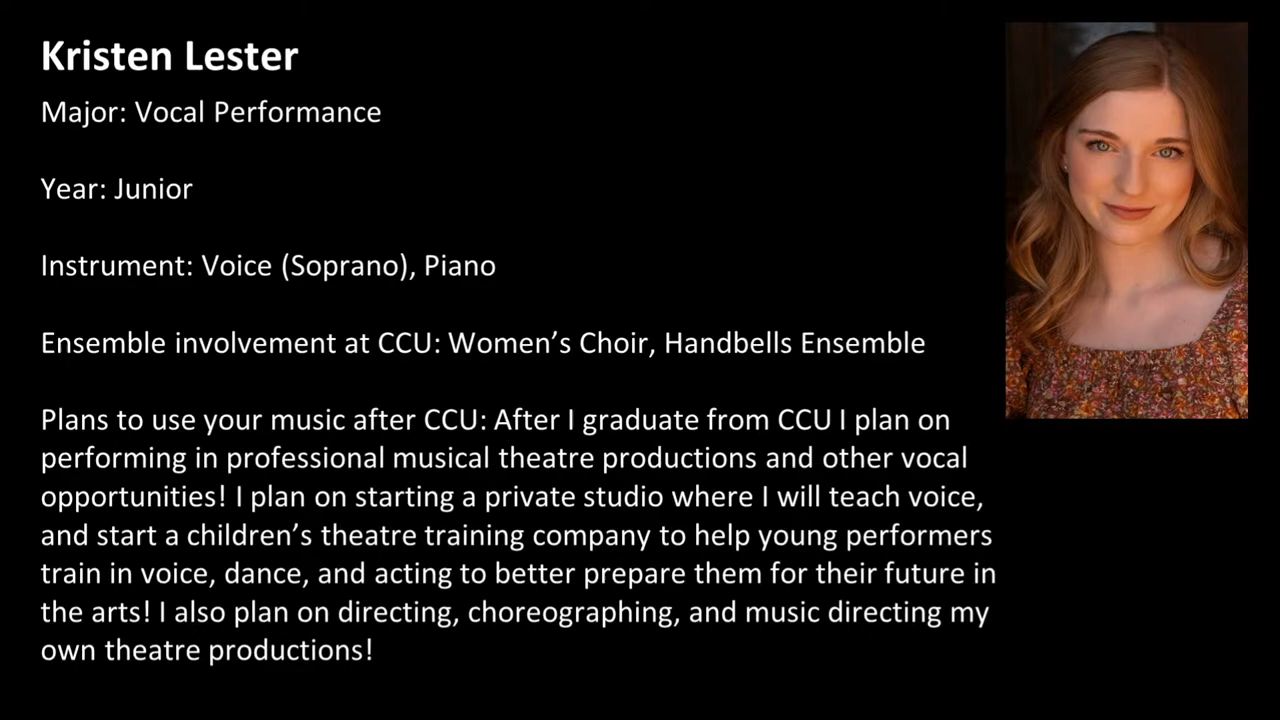 Kristen Lester
Major: Vocal Performance
Year: Junior
Instrument: Voice (Soprano), Piano
Ensemble involvement at CCU: Women’s Choir, Handbells Ensemble
Plans to use your music after CCU: After I graduate from CCU I plan on
performing in professional musical theatre productions and other vocal
opportunities! I plan on starting a private studio where I will teach voice,
and start a children’s theatre training company to help young performers
train in voice, dance, and acting to better prepare them for their future in
the arts! I also plan on directing, choreographing, and music directing my
own theatre productions!